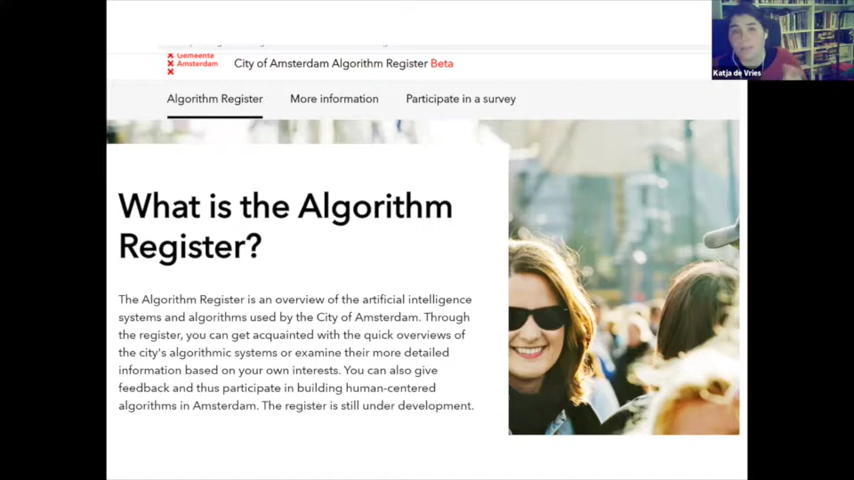 Gemeente
Amsterdam
City of Amsterdam Algorithm Register Beta
Katja de Vries
Algorithm Register
More information
Participate in a survey
What is the Algorithm
Register?
The Algorithm Register is an overview of the artificial intelligence
systems and algorithms used by the City of Amsterdam. Through
the register, you can get acquainted with the quick overviews of
the city's algorithmic systems or examine their more detailed
information based on your own interests. You can also give
feedback and thus participate in building human-centered
algorithms in Amsterdam. The register is still under development.